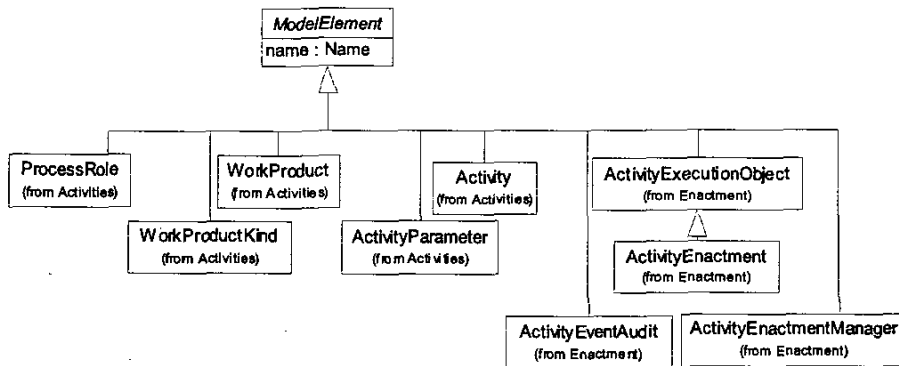 ModelElement
name : Name
ProcessRole
(from Activities)
WorkProduct
(from Activities)
Activity
(from Activities)
ActivityExecutionObject
(from Enactment)
WorkProductKind
(from Activities)
ActivityParameter
(from Activities)
ActivityEnactment
(from Enactment)
ActivityEventAudit
(from Enactment)
ActivityEnactmentManager
(from Enactment)